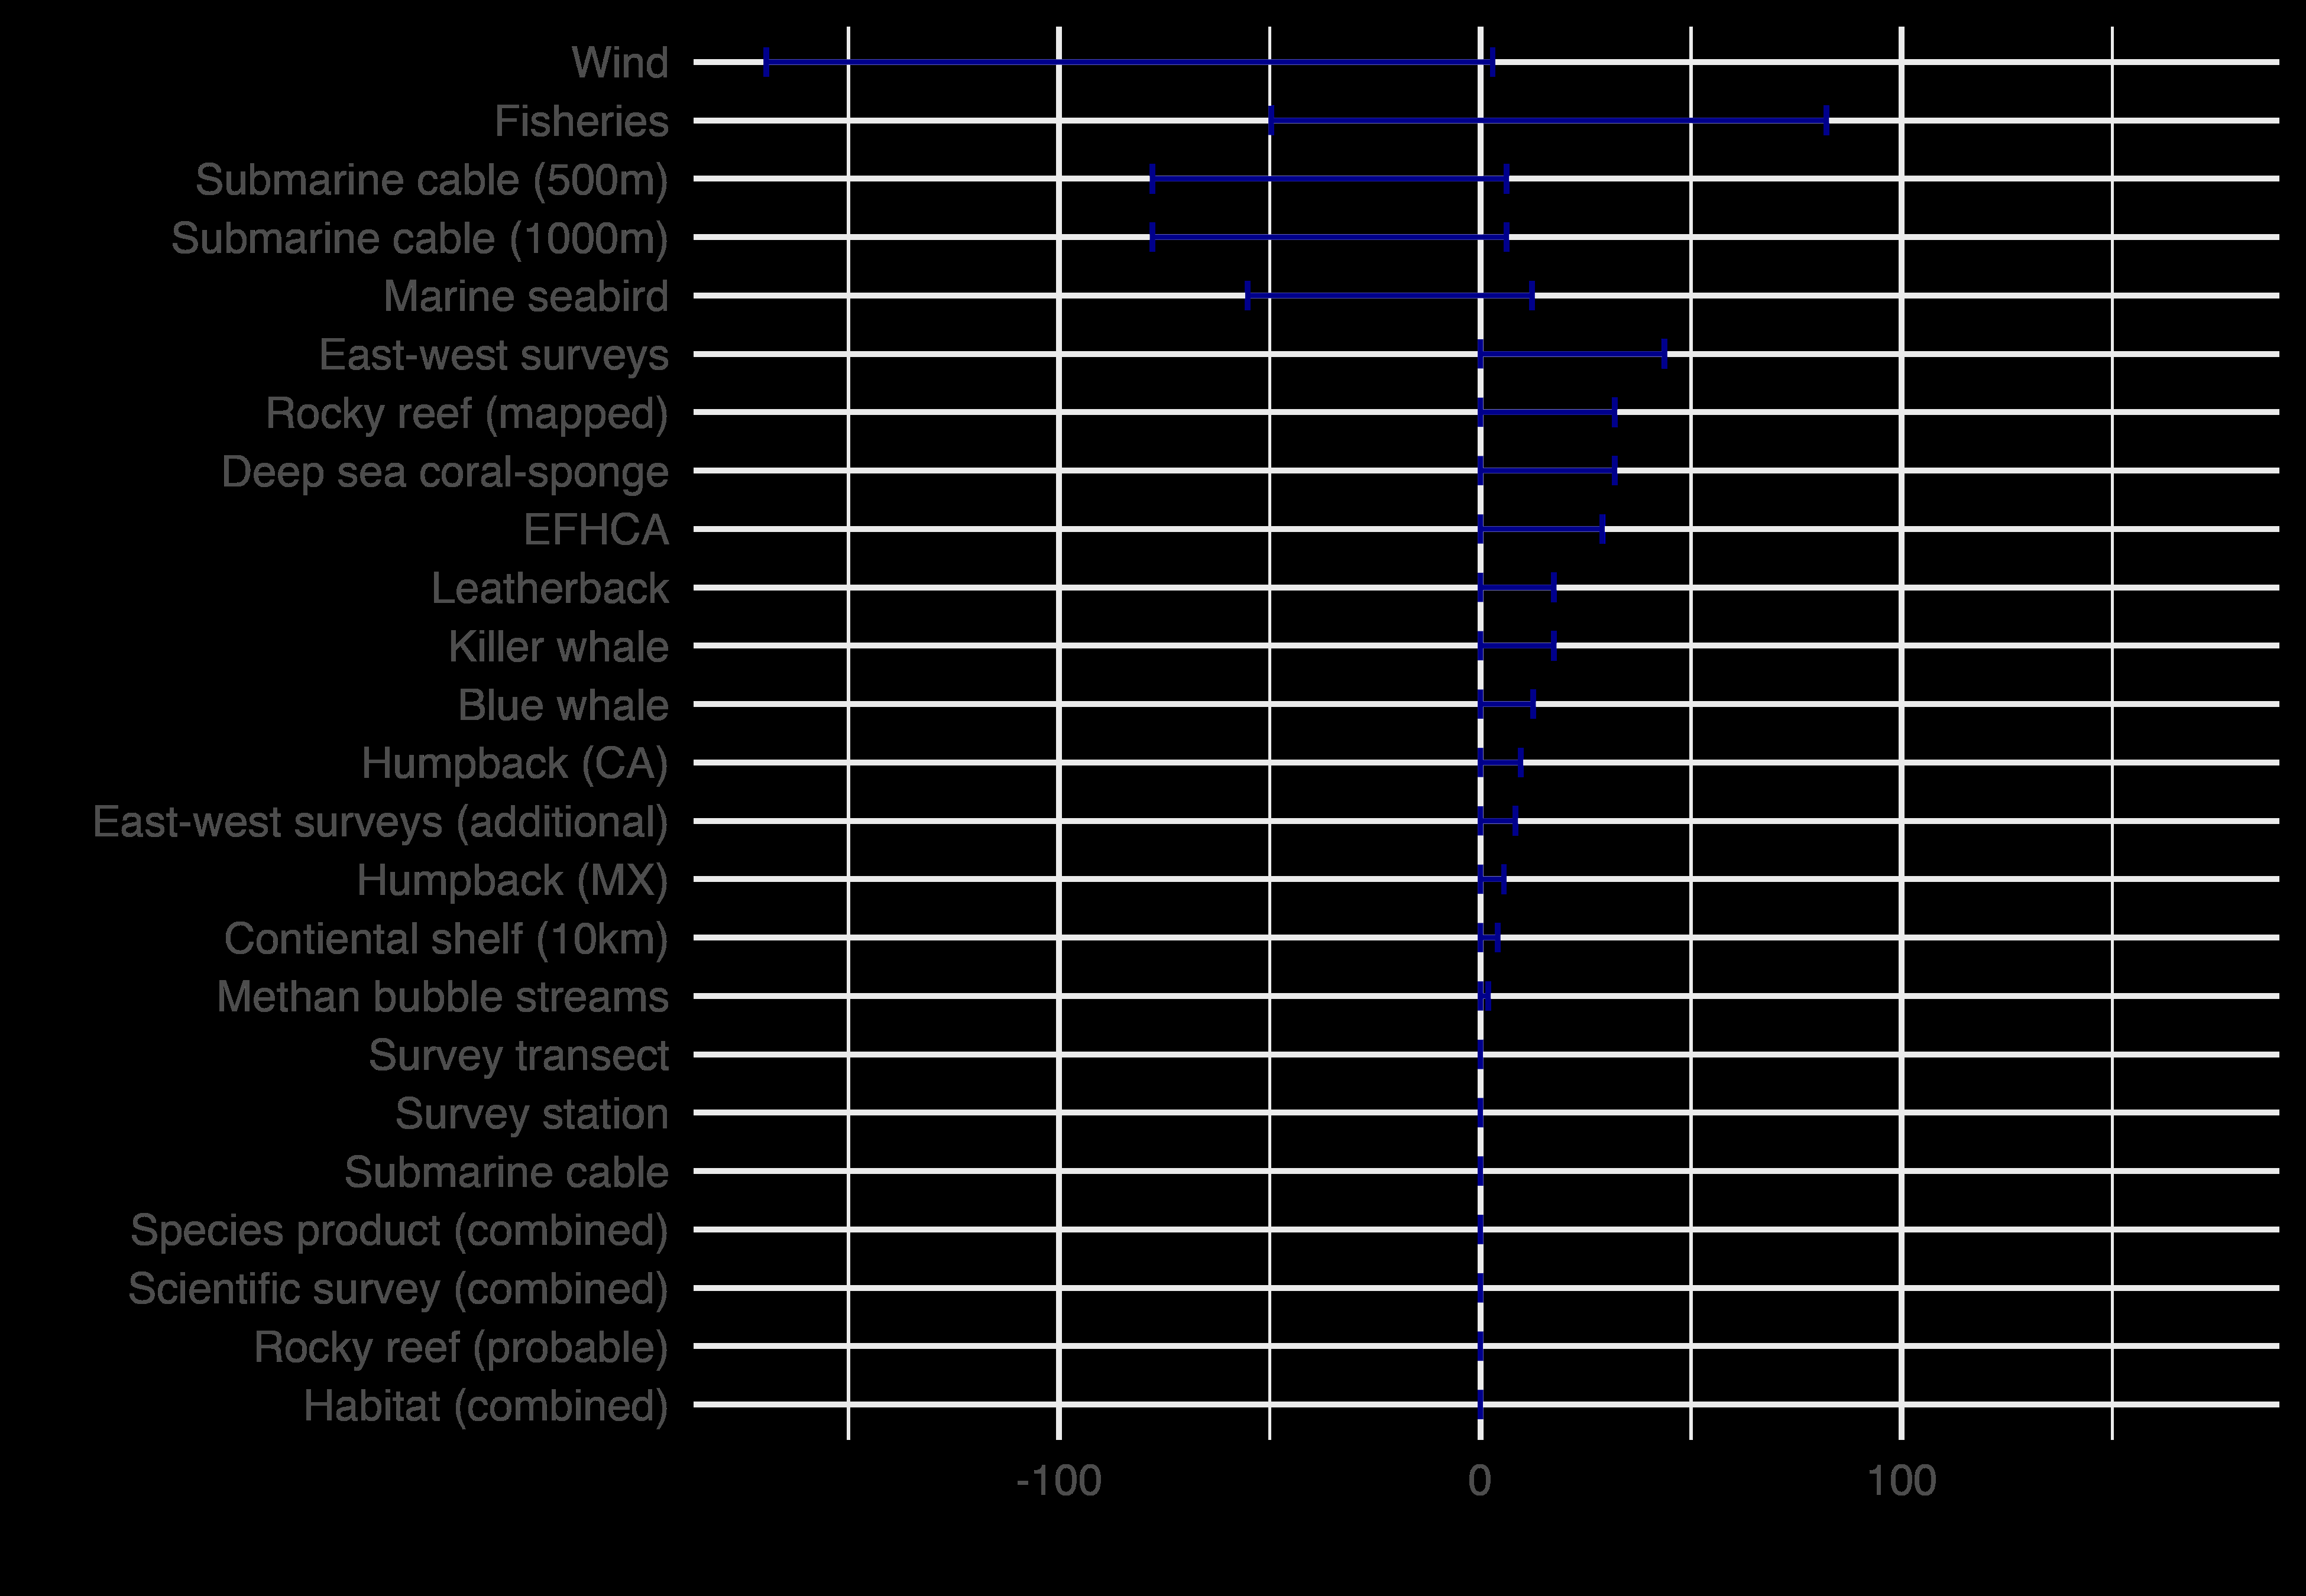 Wind
Fisheries
Submarine cable (500m)
Submarine cable (1000m)
Marine seabird
East-west surveys
Rocky reef (mapped)
Deep sea coral-sponge
EFHCA
Leatherback
Killer whale
Blue whale
Humpback (CA)
East-west surveys (additional)
Humpback (MX)
Contiental shelf (10km)
Methan bubble streams
Survey transect
Survey station
Submarine cable
Species product (combined)
Scientific survey (combined)
Rocky reef (probable)
Habitat (combined)
-100 0 100